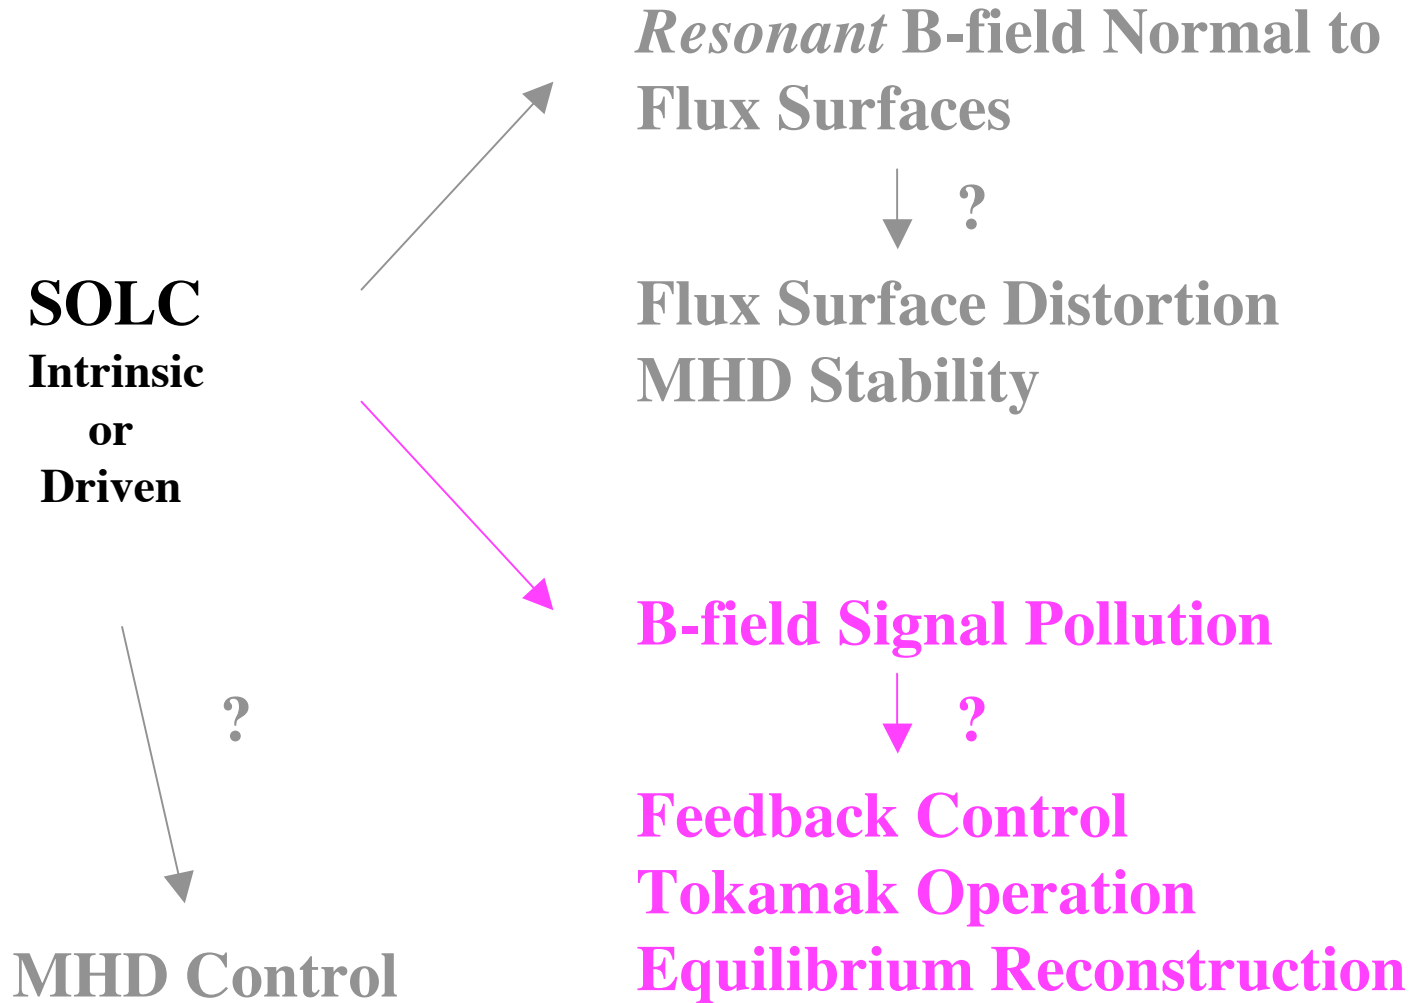 Resonant B-field Normal to
Flux Surfaces
?
SOLC
Intrinsic
or
Driven
Flux Surface Distortion
MHD Stability
B-field Signal Pollution
?
?
Feedback Control
Tokamak Operation
Equilibrium Reconstruction
MHD Control